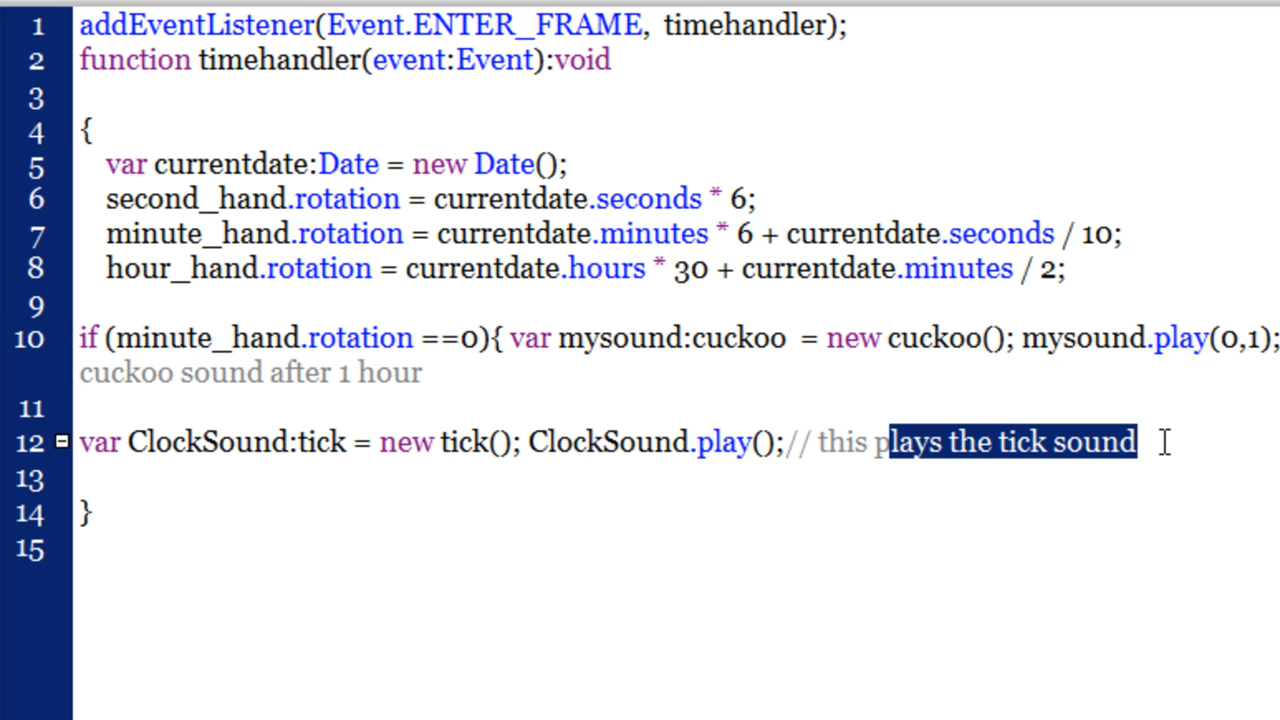 1 addEventListener(Event.ENTER_FRAME, timehandler);
2 function timehandler(event:Event):void
3
4 {
5 var currentdate:Date = new Date();
6 second_hand.rotation = currentdate.seconds * 6;
7 minute_hand.rotation = currentdate.minutes * 6 + currentdate.seconds / 10;
8 hour_hand.rotation = currentdate.hours * 30 + currentdate.minutes / 2;
9
10 if (minute_hand.rotation ==0){ var mysound:cuckoo = new cuckoo(); mysound.play(0,1);
cuckoo sound after 1 hour
11
12 var ClockSound:tick = new tick(); ClockSound.play();// this plays the tick sound
13
14 }
15